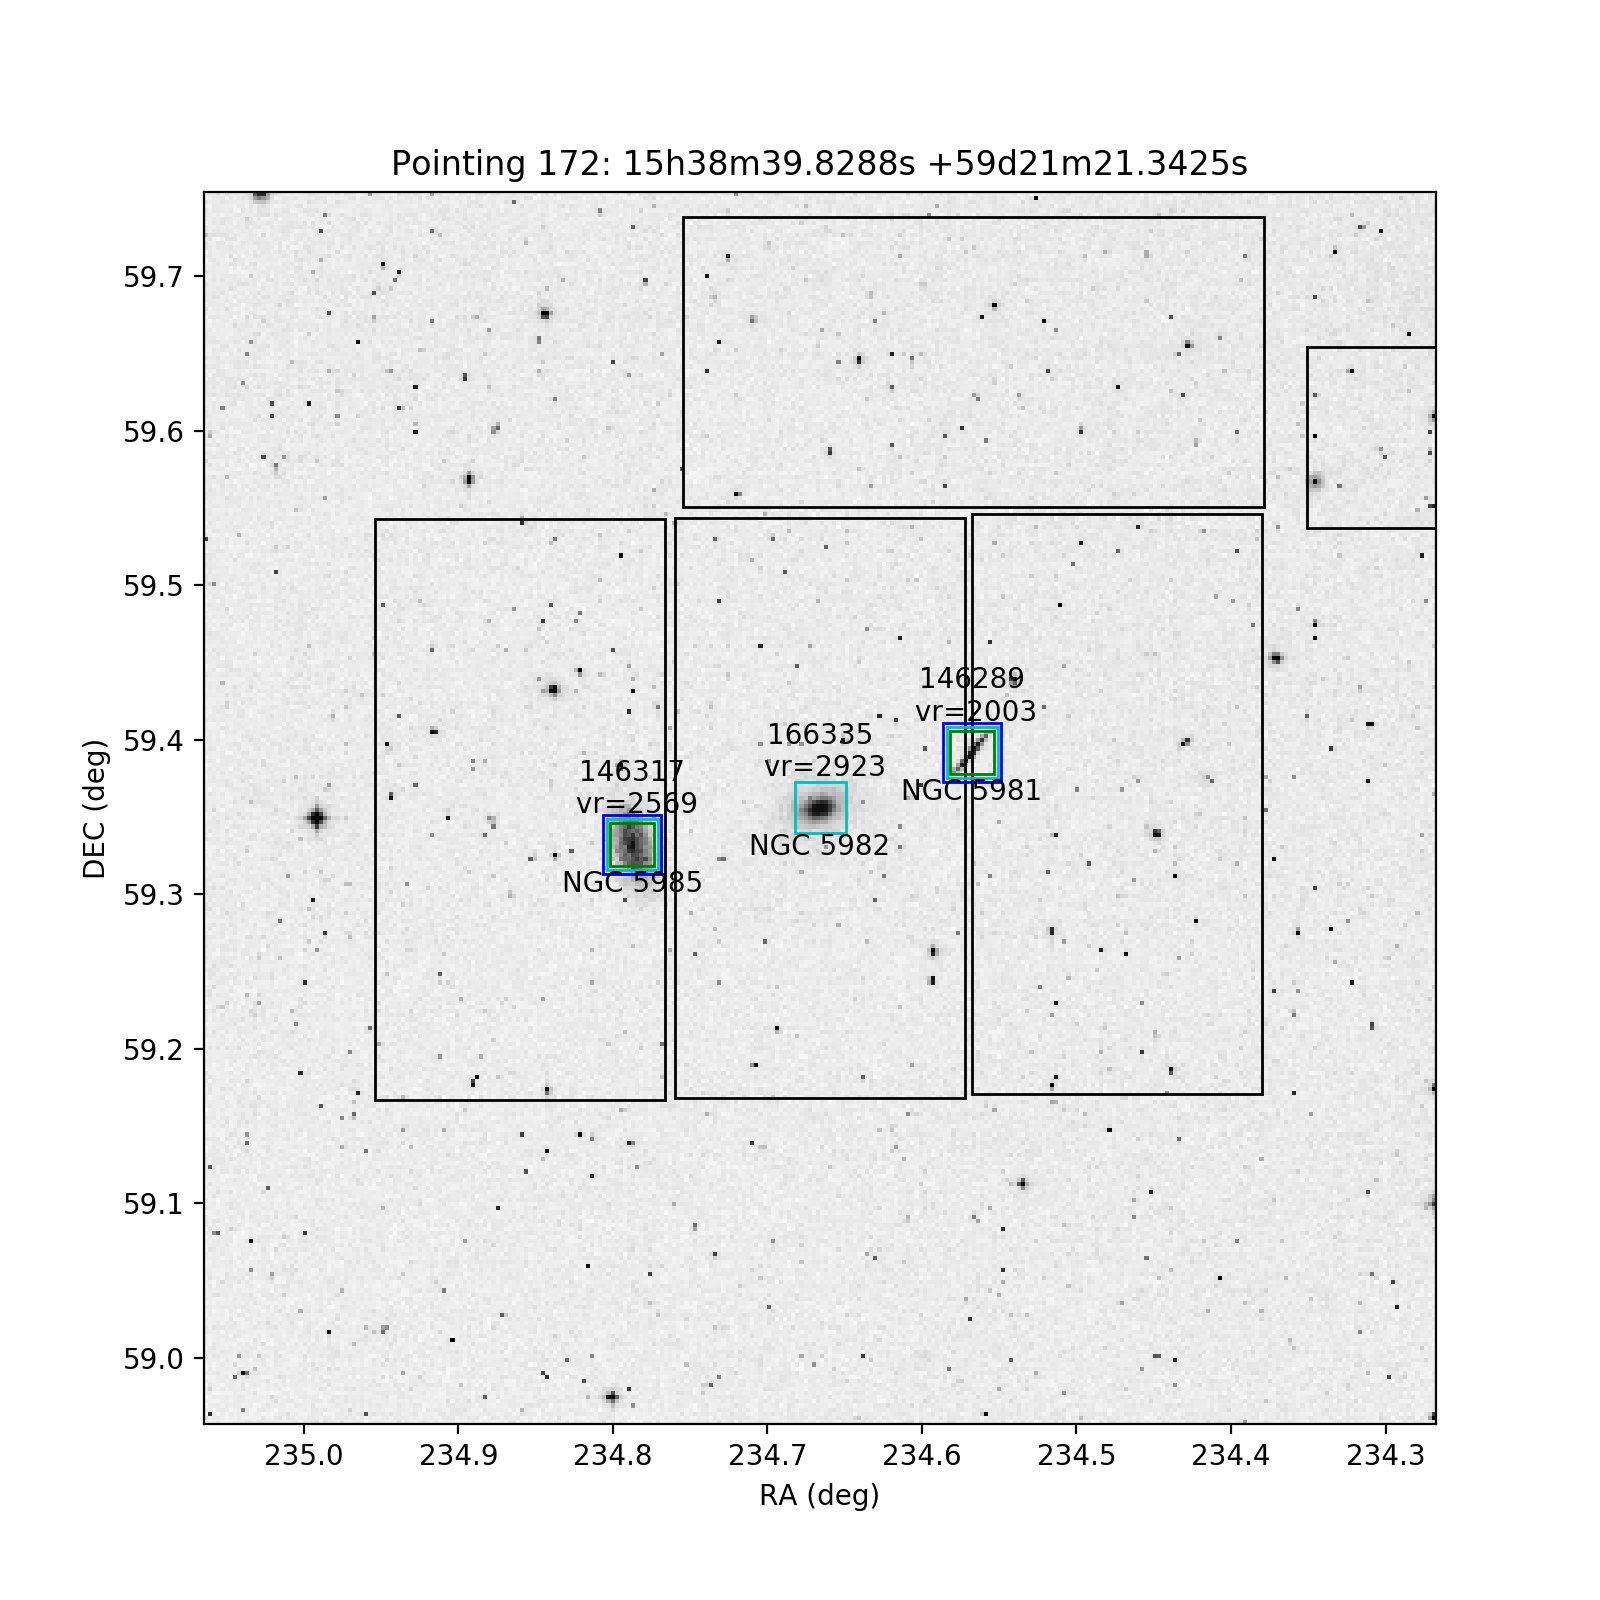 Pointing 172: 15h38m39.8288s +59d21m21.3425s
59.7
59.6
59.5
59.4
59.3
59.2
59.1
59.0
DEC (deg)
146289
vr=2003
NGC 5981
166335
vr=2923
NGC 5982
146317
vr=2569
NGC 5985
235.0 234.9 234.8 234.7 234.6 234.5 234.4 234.3
RA (deg)